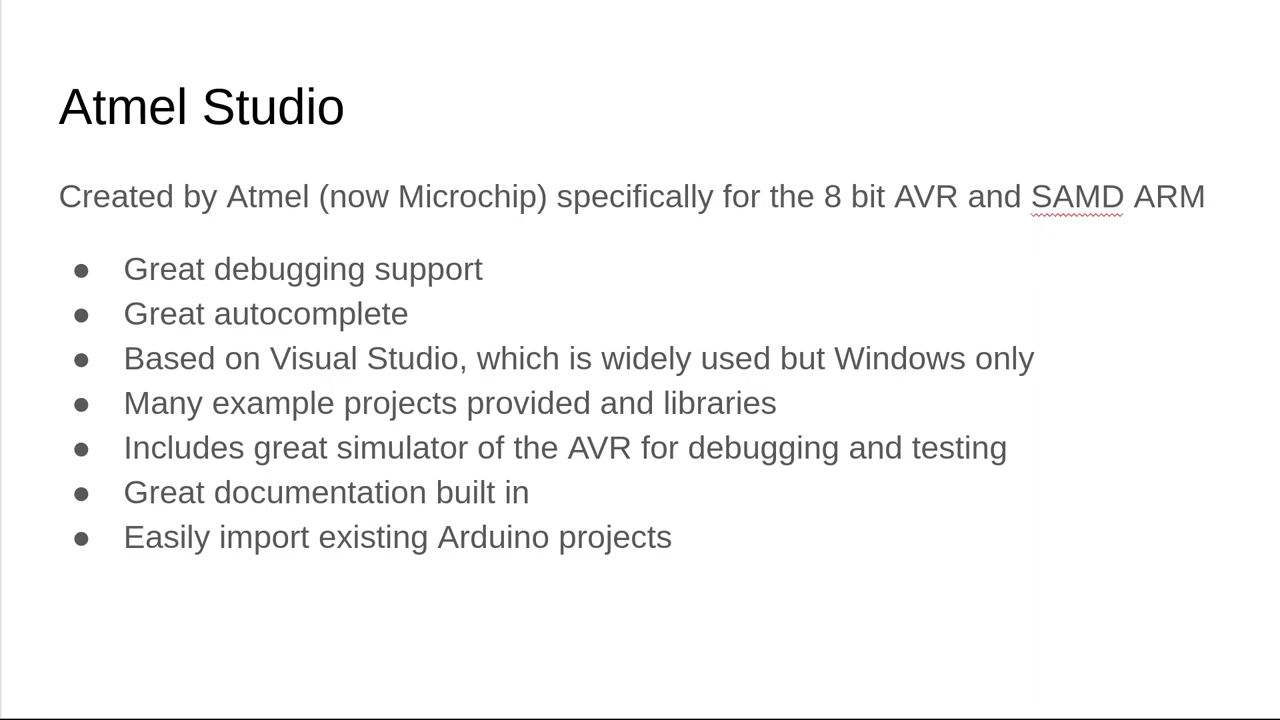 Atmel Studio
Created by Atmel (now Microchip) specifically for the 8 bit AVR and SAMD ARM
● Great debugging support
● Great autocomplete
● Based on Visual Studio, which is widely used but Windows only
● Many example projects provided and libraries
● Includes great simulator of the AVR for debugging and testing
● Great documentation built in
● Easily import existing Arduino projects